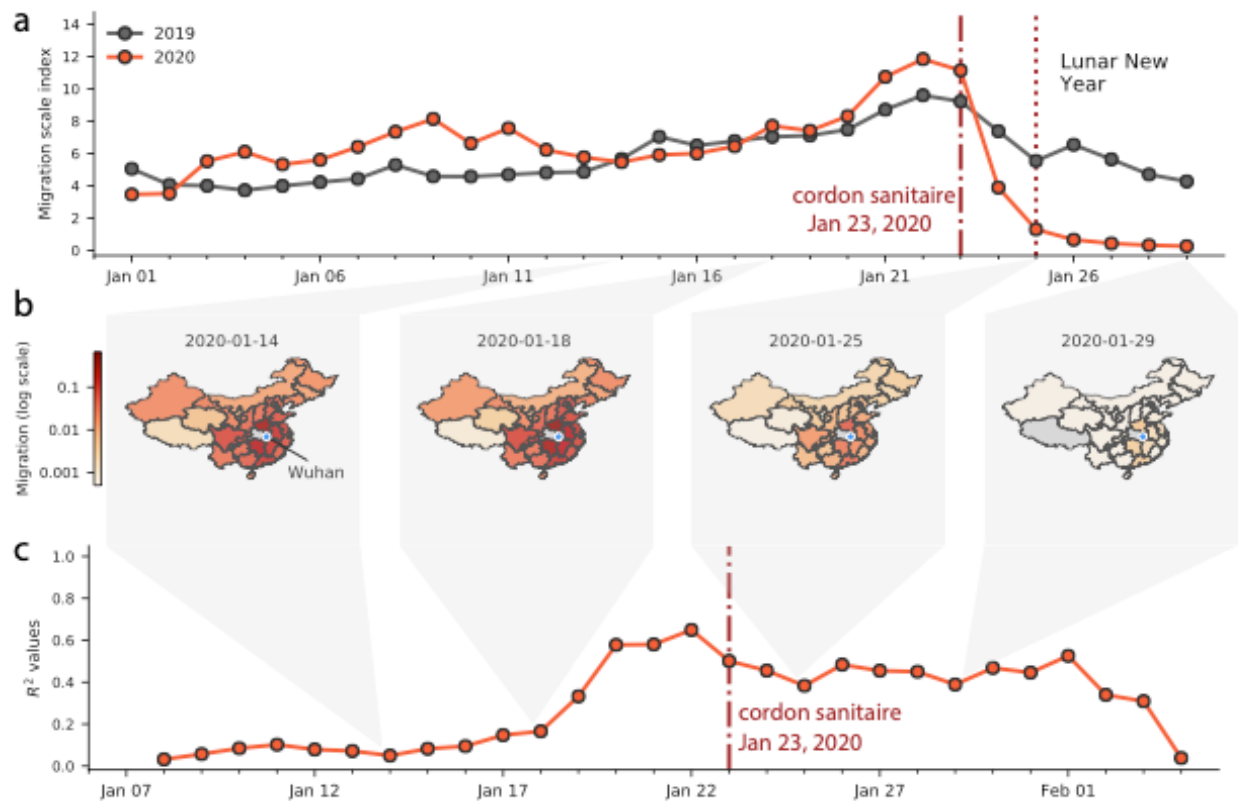 a
14
12
10
8
6
4
2
0
Migration scale index
2019
2020
Lunar New
Year
cordon sanitaire
Jan 23, 2020
Jan 01
Jan 06
Jan 11
Jan 16
Jan 21
Jan 26
b
Migration (log scale)
0.1
0.01
0.001
2020-01-14
2020-01-18
2020-01-25
2020-01-29
Wuhan
c
1.0
0.8
0.6
0.4
0.2
0.0
R² values
cordon sanitaire
Jan 23, 2020
Jan 07
Jan 12
Jan 17
Jan 22
Jan 27
Feb 01